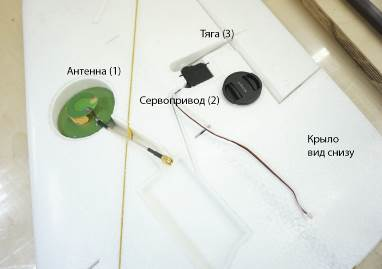 Тяга (3)
Антенна (1)
Сервопривод (2)
Крыло
вид снизу